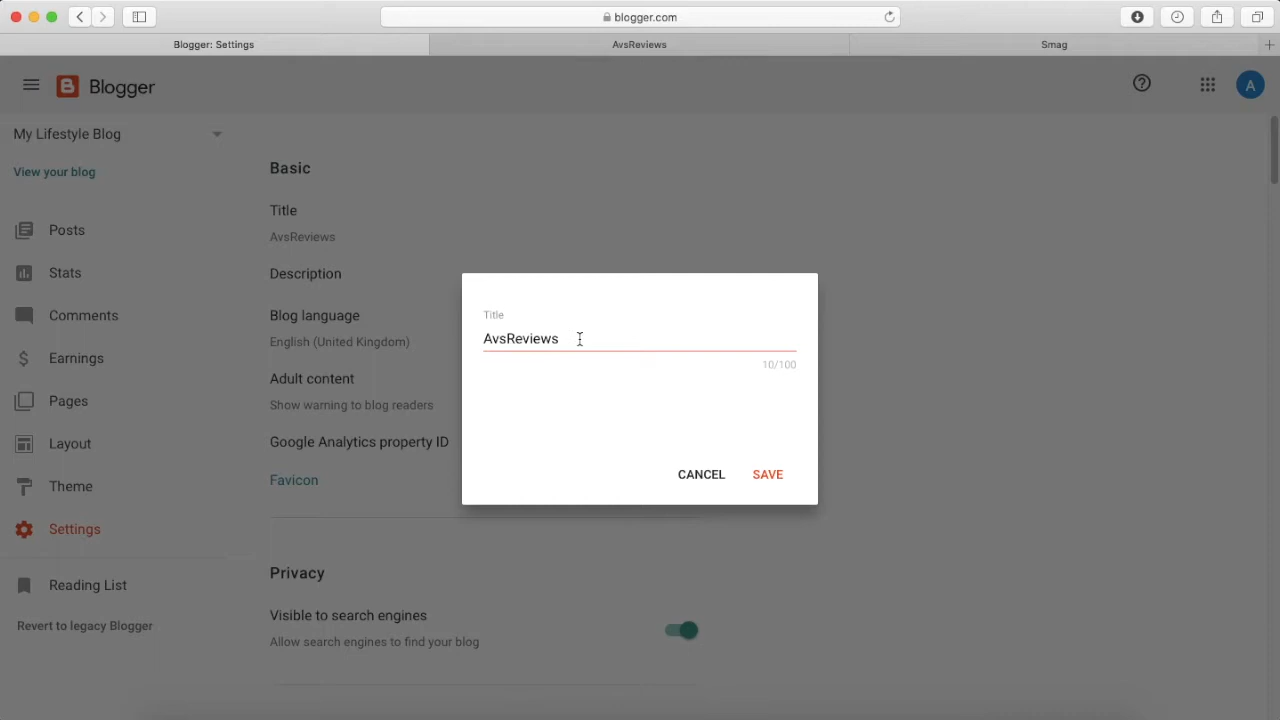 blogger.com
Blogger: Settings
AvsReviews
Smag
Blogger
A
My Lifestyle Blog
View your blog
Posts
Stats
Comments
Earnings
Pages
Layout
Theme
Settings
Reading List
Revert to legacy Blogger
Basic
Title
AvsReviews
Description
Blog language
English (United Kingdom)
Adult content
Show warning to blog readers
Google Analytics property ID
Favicon
Privacy
Visible to search engines
Allow search engines to find your blog
Title
AvsReviews
10/100
CANCEL SAVE